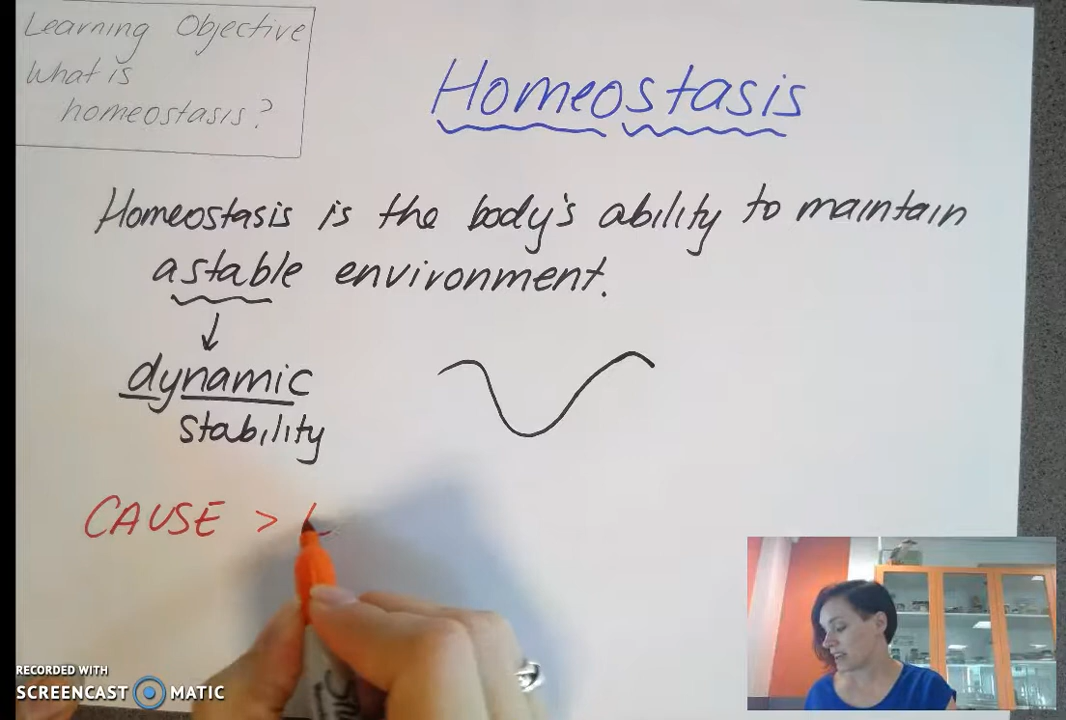 Learning Objective
What is
homeostasis?
Homeostasis
Homeostasis is the body's ability to maintain
a stable environment.
dynamic
stability
CAUSE >
RECORDED WITH
SCREENCAST MATIC